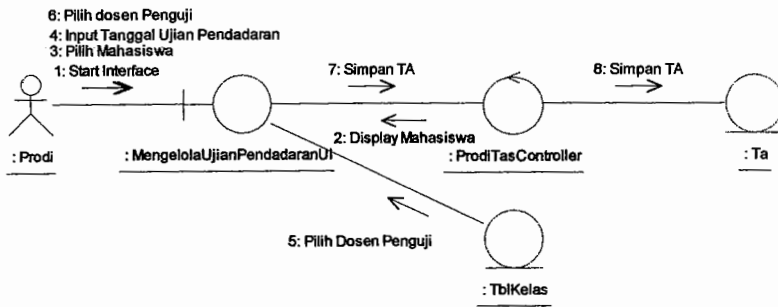 6: Pilih dosen Penguji
4: Input Tanggal Ujian Pendadaran
3: Pilih Mahasiswa
1: Start Interface
7: Simpan TA
8: Simpan TA
2: Display Mahasiswa
: Prodi
: MengelolaUjianPendadaranUI
: ProdiTasController
: Ta
5: Pilih Dosen Penguji
: TblKelas